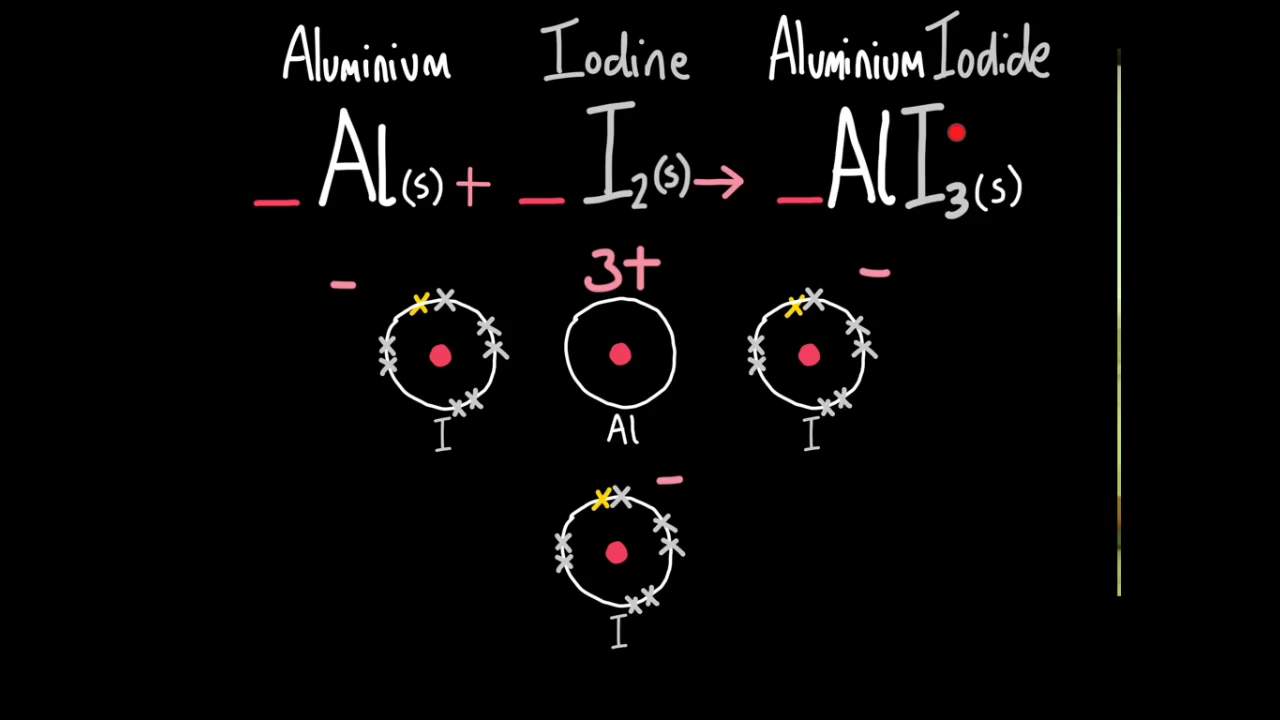 Aluminium Iodine Aluminium Iodide
_ Al(s) + _ I2(s) → _ AlI3(s)
- 3+ -
I Al I
-
I